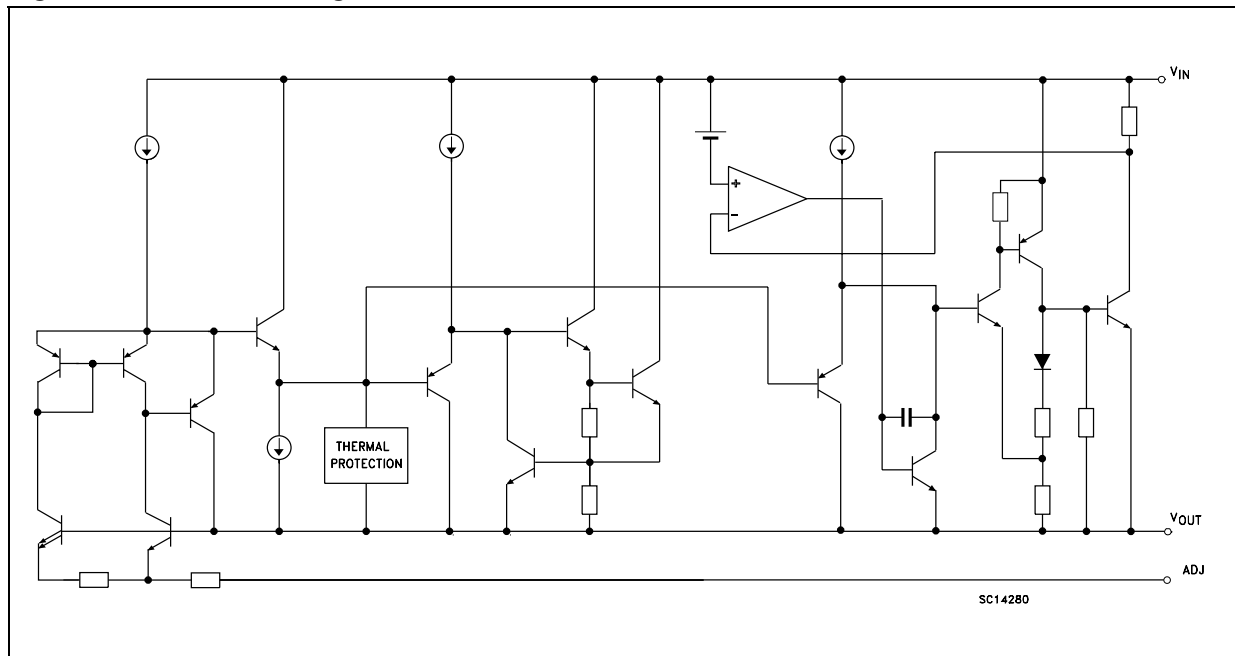 VIN
+
-
THERMAL
PROTECTION
VOUT
ADJ
SC14280